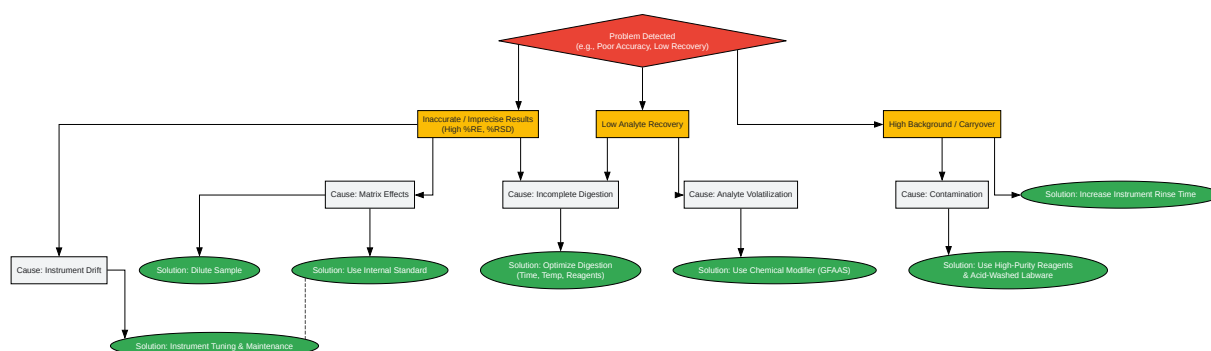 Problem Detected
(e.g., Poor Accuracy, Low Recovery)
Inaccurate / Imprecise Results
(High %RE, %RSD)
Low Analyte Recovery
High Background / Carryover
Cause: Matrix Effects
Cause: Incomplete Digestion
Cause: Analyte Volatilization
Cause: Contamination
Solution: Increase Instrument Rinse Time
Cause: Instrument Drift
Solution: Dilute Sample
Solution: Use Internal Standard
Solution: Optimize Digestion
(Time, Temp, Reagents)
Solution: Use Chemical Modifier (GFAAS)
Solution: Use High-Purity Reagents
& Acid-Washed Labware
Solution: Instrument Tuning & Maintenance